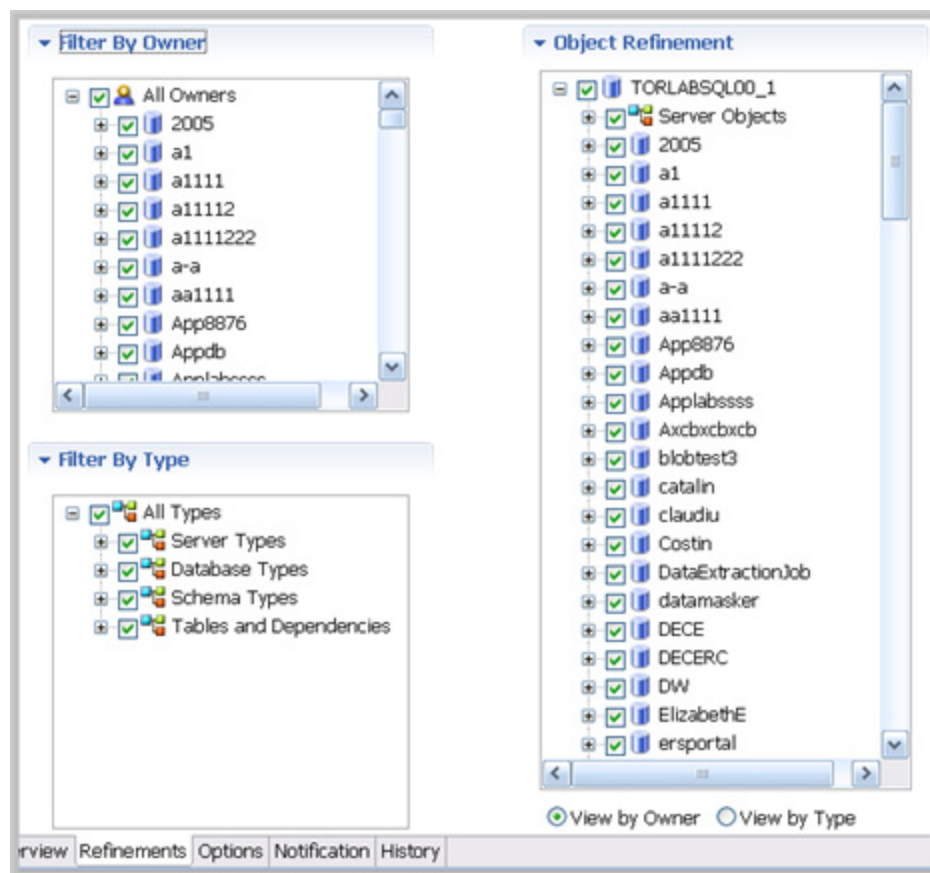 Filter By Owner
All Owners
2005
a1
a1111
a11112
a1111222
a-a
aa1111
App8876
Appdb
Applabssss
Filter By Type
All Types
Server Types
Database Types
Schema Types
Tables and Dependencies
Object Refinement
TORLABSQL00_1
Server Objects
2005
a1
a1111
a11112
a1111222
a-a
aa1111
App8876
Appdb
Applabssss
Axcbxcbxcb
blobtest3
catalin
claudiu
Costin
DataExtractionJob
datamasker
DECE
DECERC
DW
ElizabethE
ersportal
View by Owner View by Type
rview Refinements Options Notification History